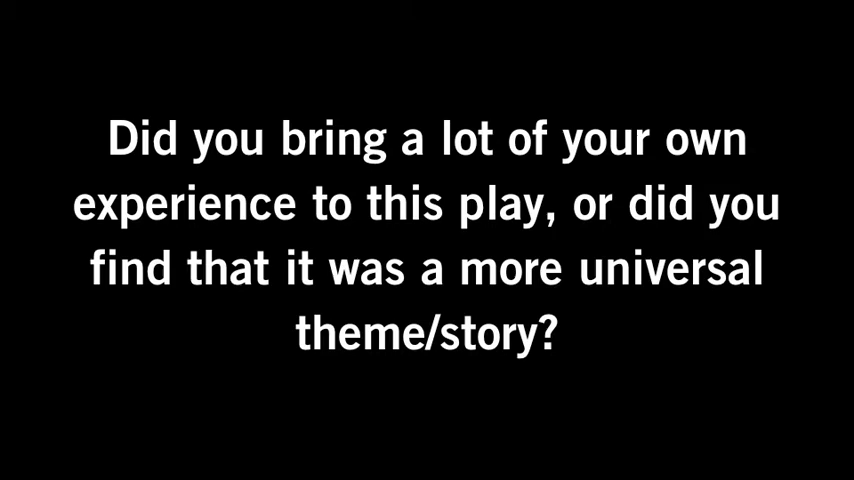 Did you bring a lot of your own
experience to this play, or did you
find that it was a more universal
theme/story?